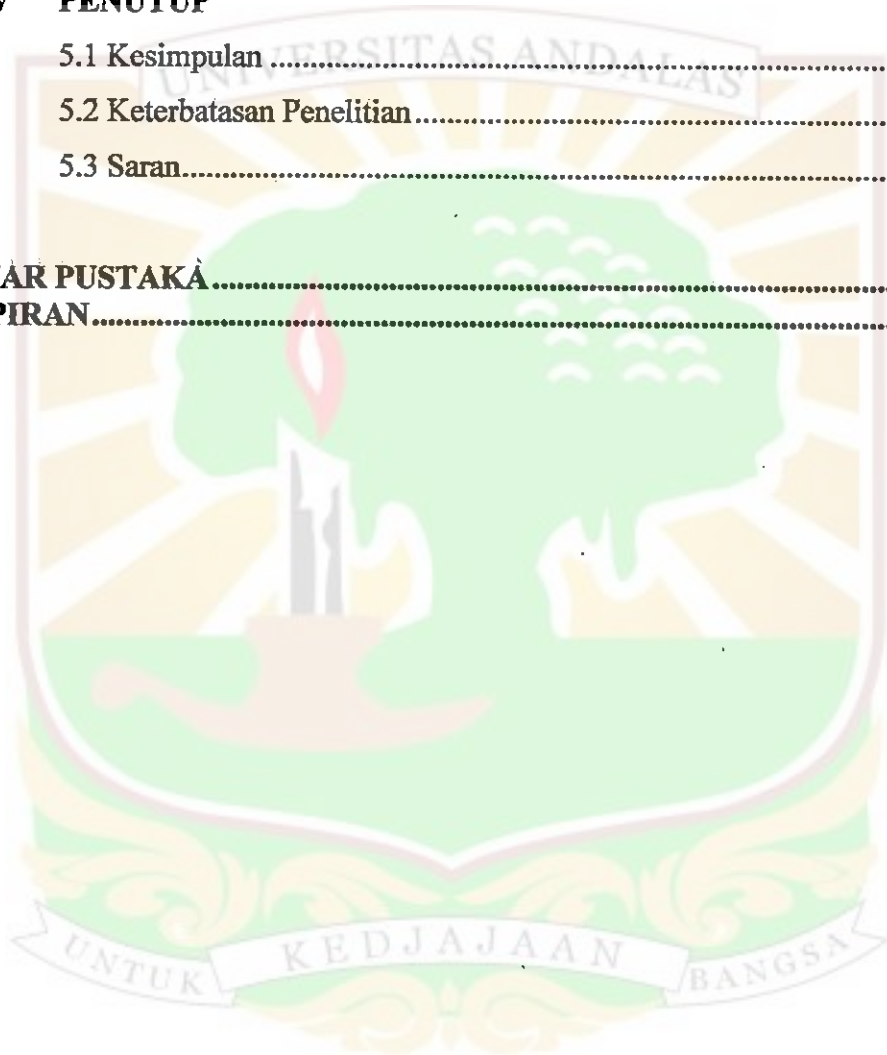 PENUTUP
5.1 Kesimpulan ........................................................................
5.2 Keterbatasan Penelitian........................................................
5.3 Saran....................................................................................
AR PUSTAKA............................................................................
PIRAN........................................................................................
UNIVERSITAS ANDALAS
UNTUK KEDJAJAAN BANGSA